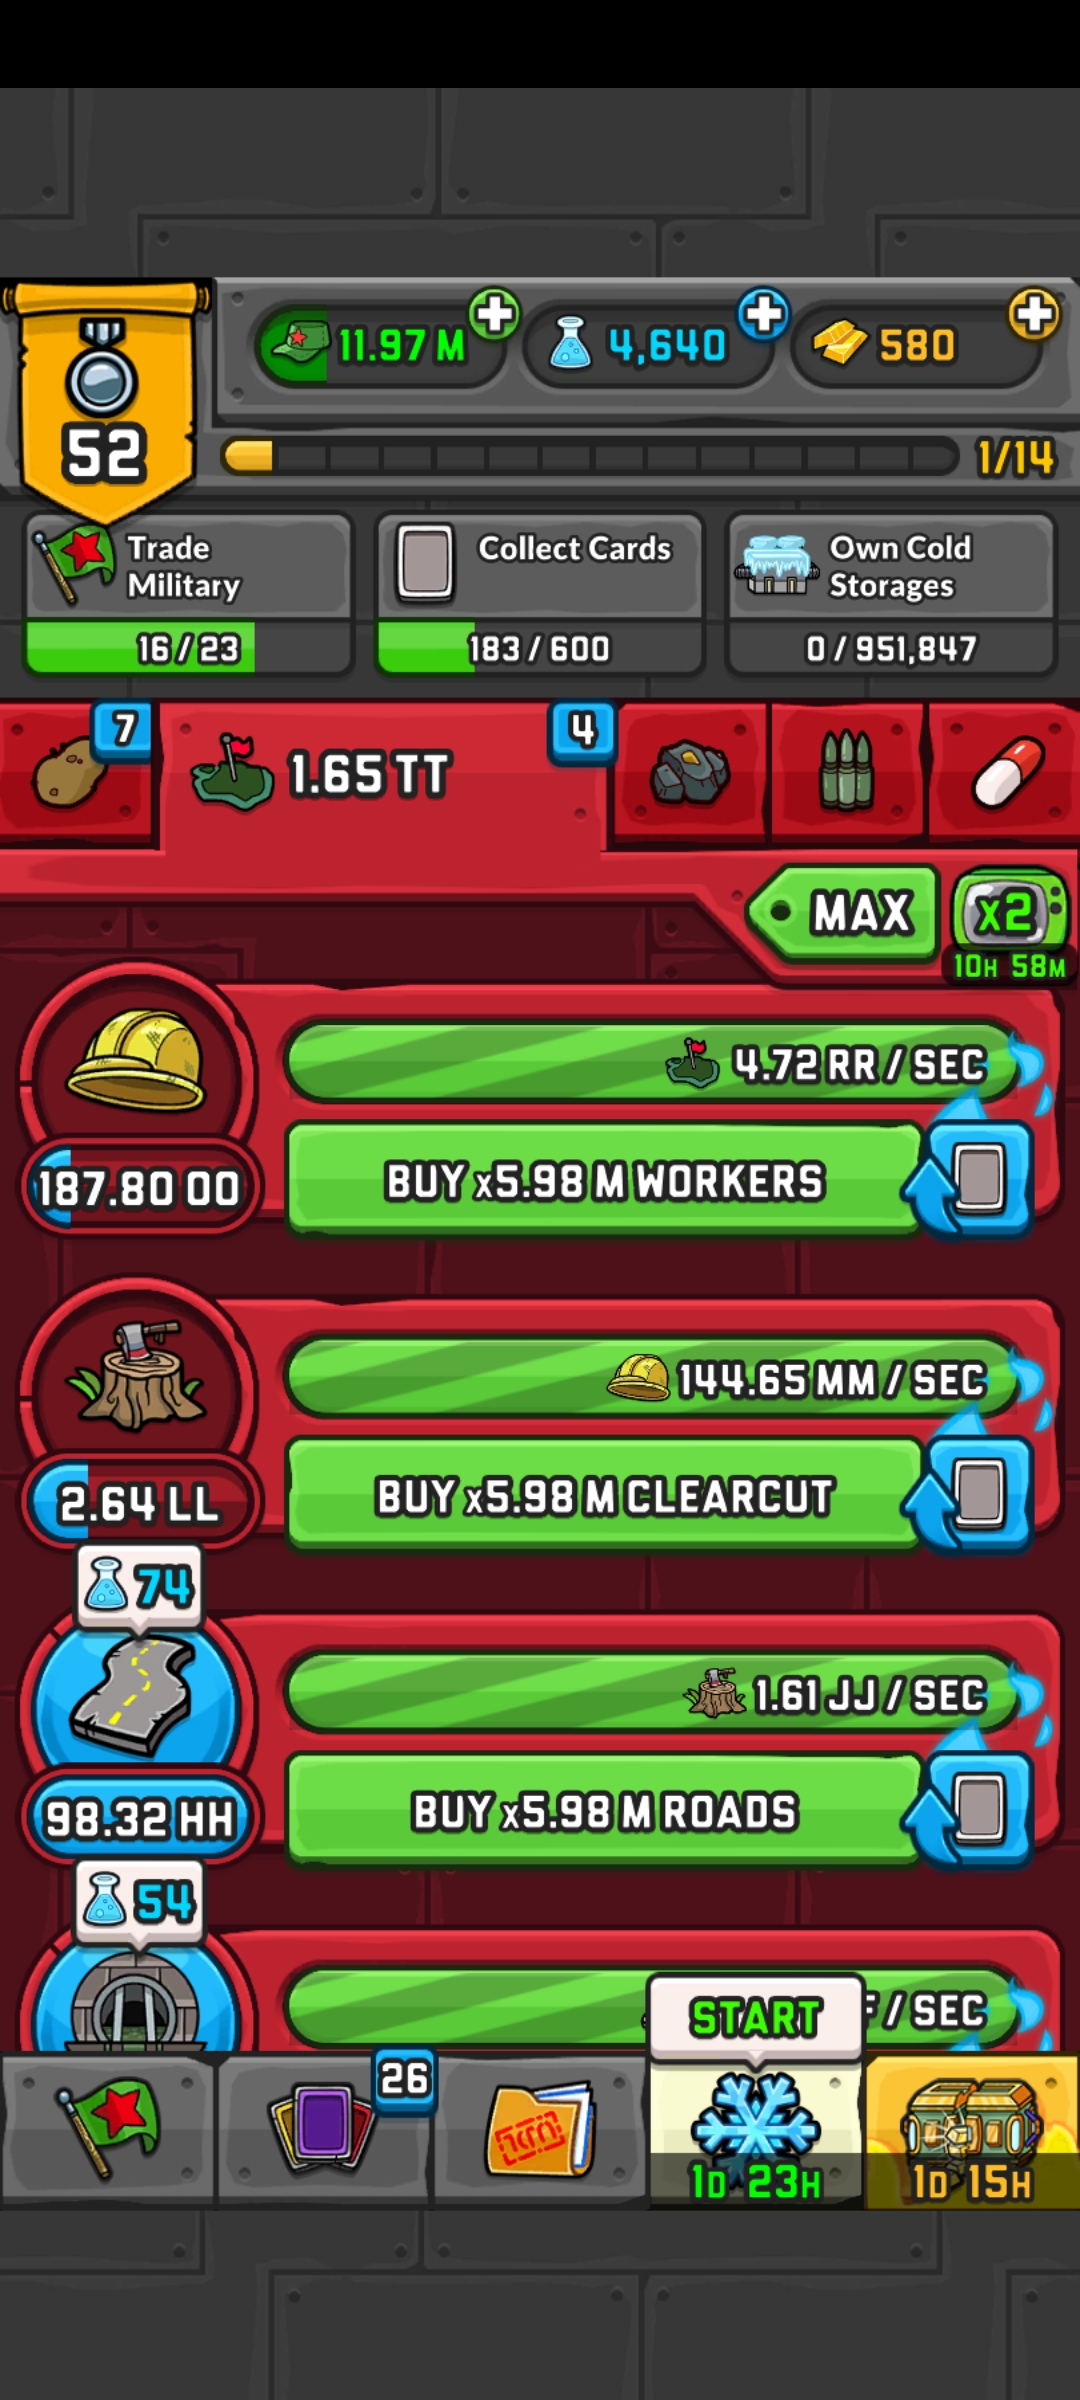 11.97 M
4,640
580
52
1/14
Trade
Military
16/23
Collect Cards
183/600
Own Cold
Storages
0/951,847
7
1.65 TT
4
MAX
x2
10H 58M
4.72 RR / SEC
187.80 OO
BUY x5.98 M WORKERS
144.65 MM / SEC
2.64 LL
BUY x5.98 M CLEARCUT
74
1.61 JJ / SEC
98.32 HH
BUY x5.98 M ROADS
54
/ SEC
START
26
1D 23H
1D 15H